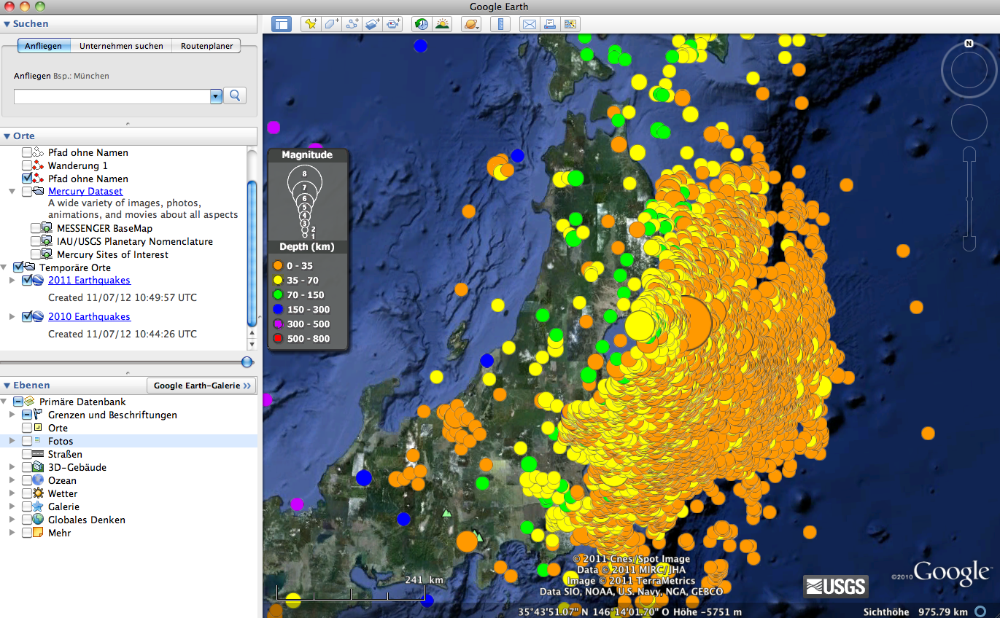 Google Earth
Suchen
Anfliegen
Unternehmen suchen
Routenplaner
Anfliegen Bsp.: München
Orte
Pfad ohne Namen
Wanderung 1
Pfad ohne Namen
Mercury Dataset
A wide variety of images, photos,
animations, and movies about all aspects
MESSENGER BaseMap
IAU/USGS Planetary Nomenclature
Mercury Sites of Interest
Temporäre Orte
2011 Earthquakes
Created 11/07/12 10:49:57 UTC
2010 Earthquakes
Created 11/07/12 10:44:26 UTC
Ebenen
Google Earth-Galerie »
Primäre Datenbank
Grenzen und Beschriftungen
Orte
Fotos
Straßen
3D-Gebäude
Ozean
Wetter
Galerie
Globales Denken
Mehr
Magnitude
8
7
6
5
4
3
2
1
Depth (km)
0 - 35
35 - 70
70 - 150
150 - 300
300 - 500
500 - 800
N
241 km
© 2011 Cnes/Spot Image
Data © 2011 MIRC/JHA
Image © 2011 TerraMetrics
Data SIO, NOAA, U.S. Navy, NGA, GEBCO
USGS
©2010 Google
35°43'51.07" N 146°14'01.70" O Höhe -5751 m
Sichthöhe 975.79 km